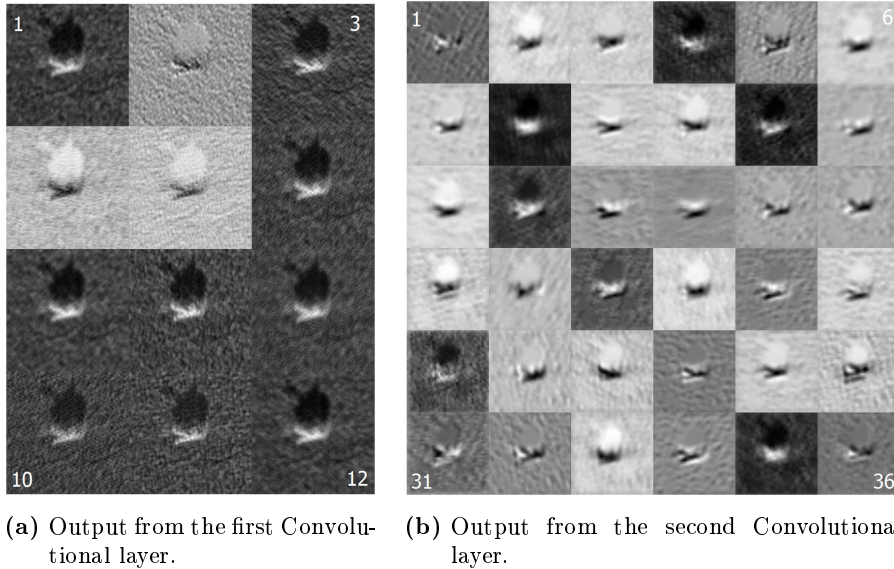 1
3
10
12
1
6
31
36
(a) Output from the first Convolu-
tional layer.
(b) Output from the second Convolutiona
layer.